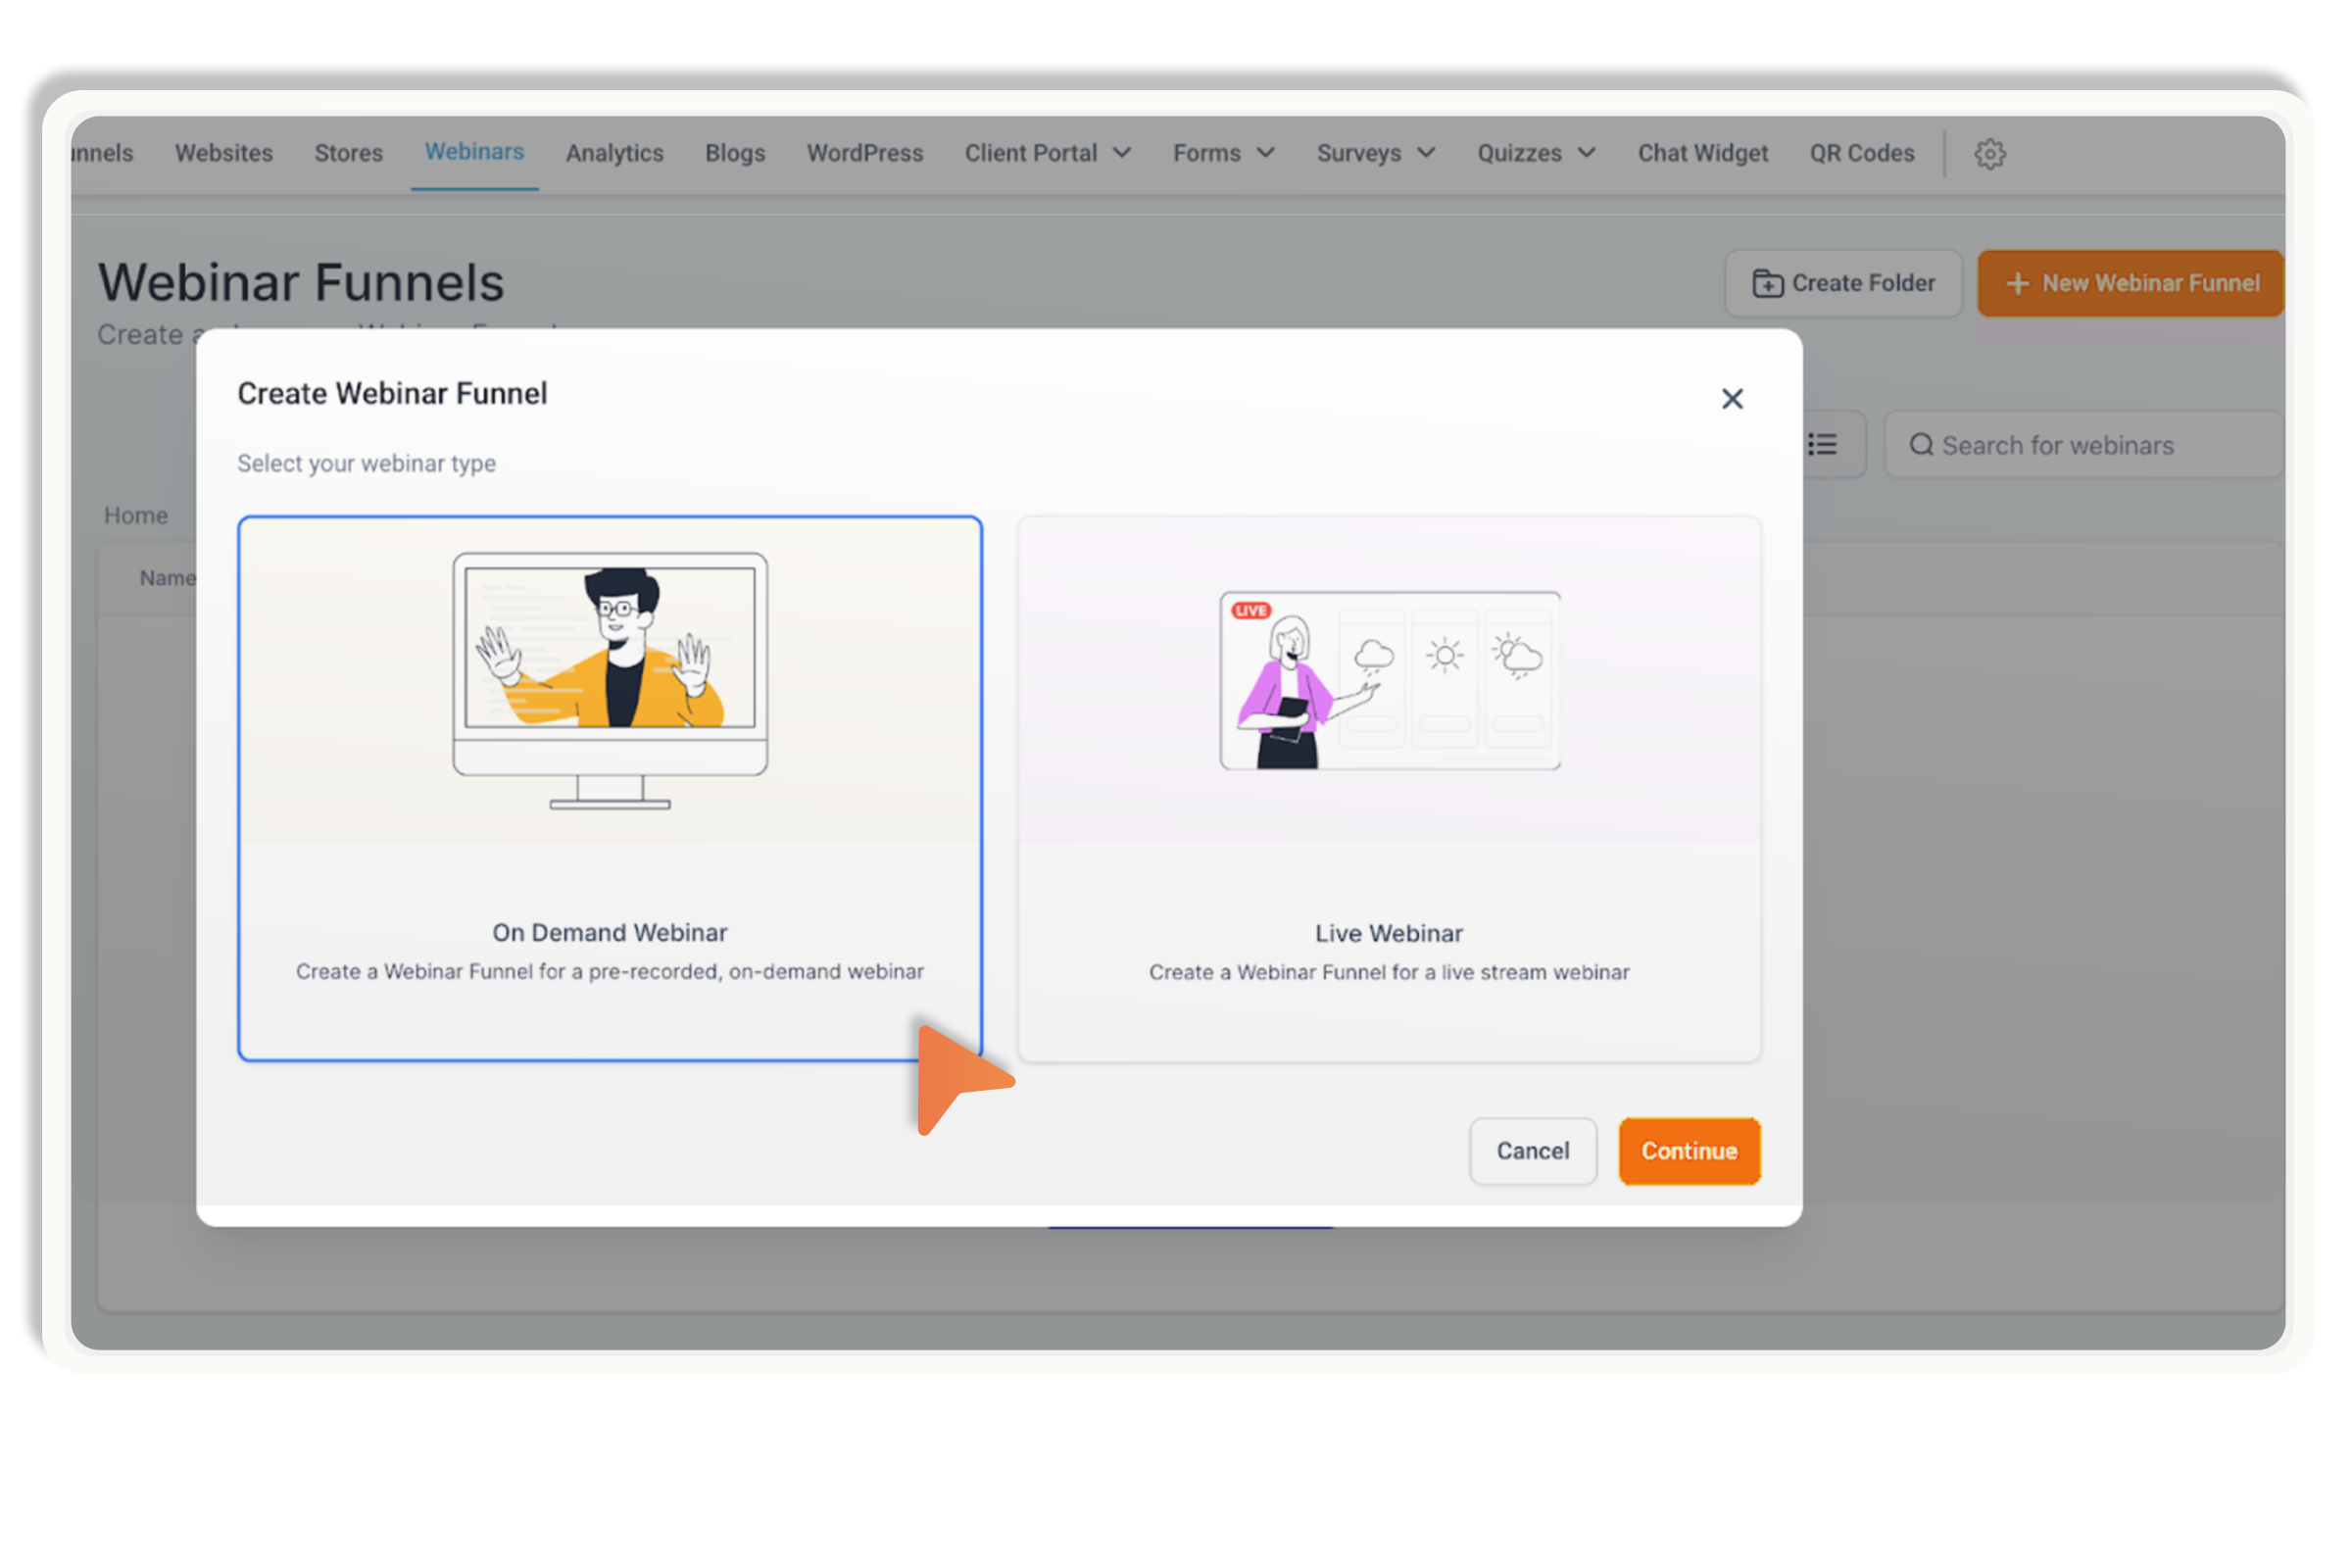 Websites Stores Webinars Analytics Blogs WordPress Client Portal Forms Surveys Quizzes Chat Widget QR Codes
Webinar Funnels
Create Folder
New Webinar Funnel
Create
Create Webinar Funnel
Select your webinar type
Search for webinars
Home
Name
LIVE
On Demand Webinar
Create a Webinar Funnel for a pre-recorded, on-demand webinar
Live Webinar
Create a Webinar Funnel for a live stream webinar
Cancel
Continue